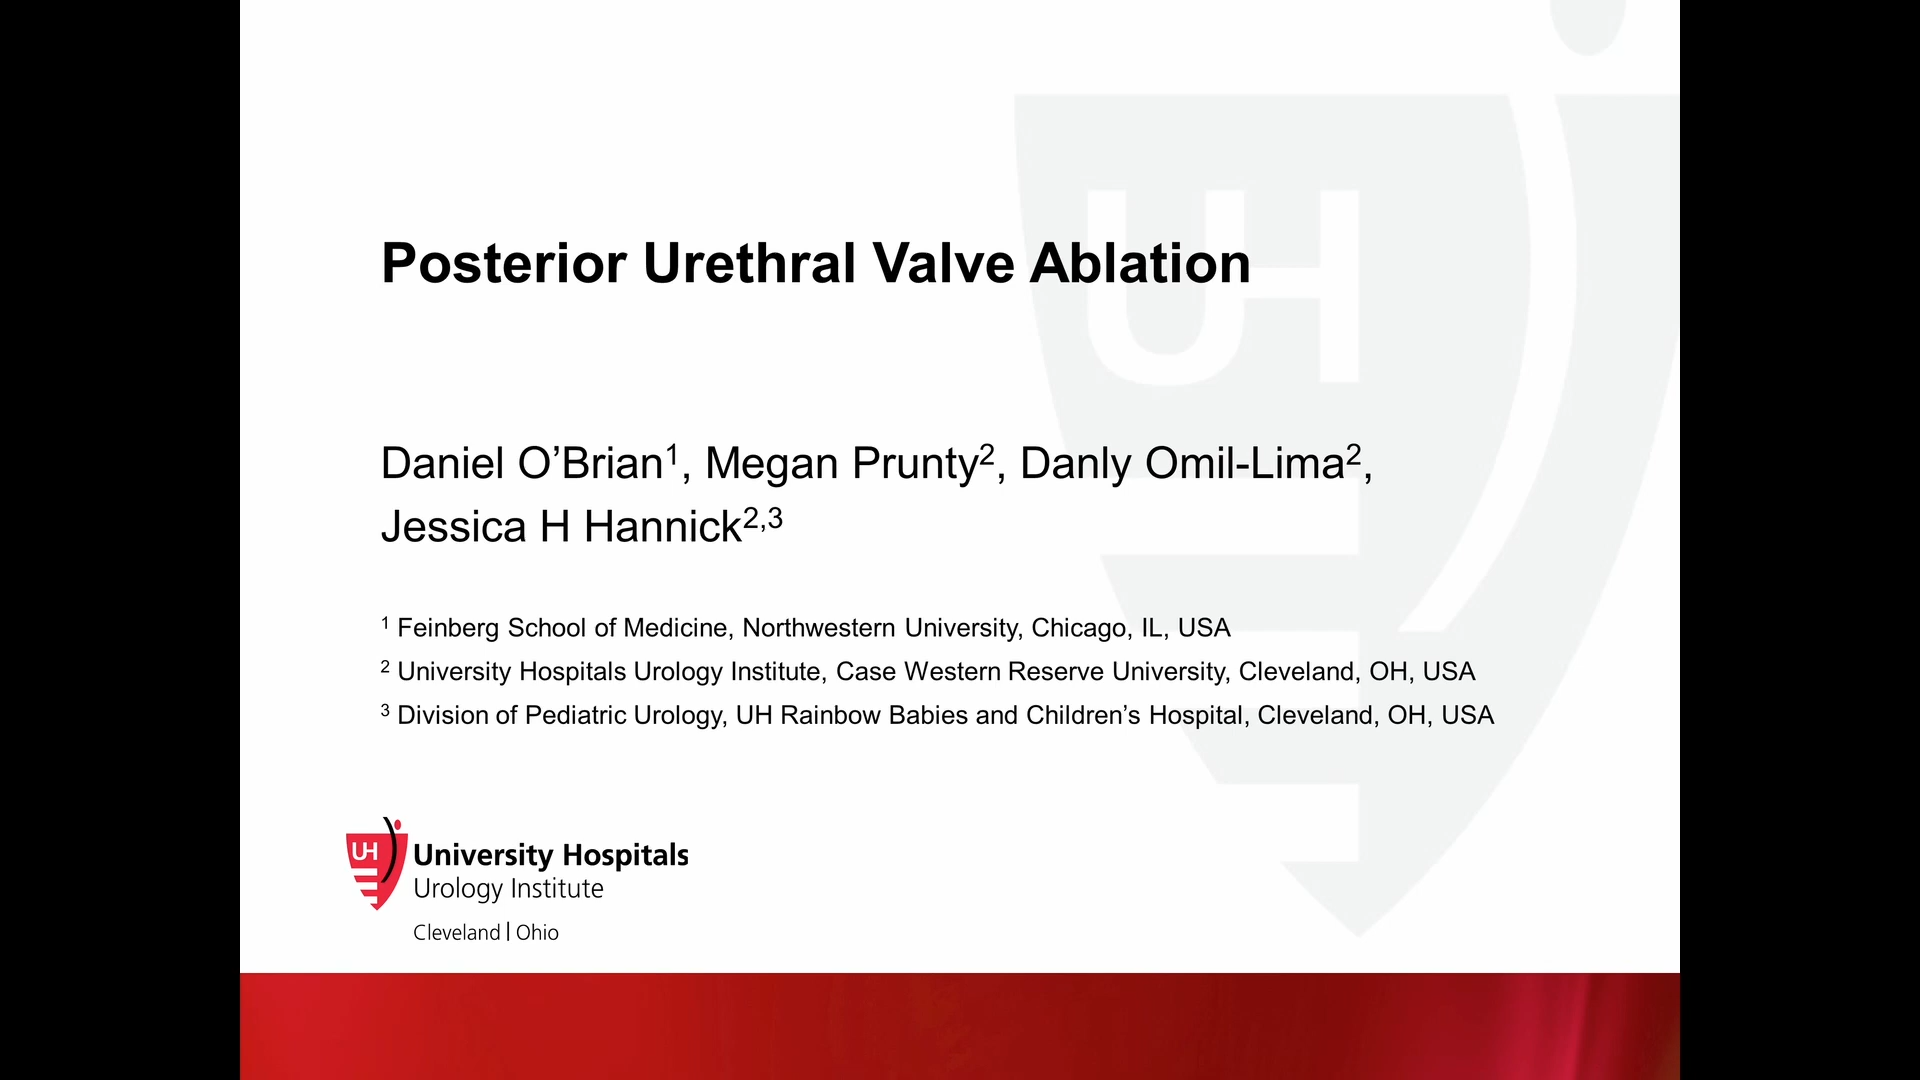 Posterior Urethral Valve Ablation
Daniel O’Brian¹, Megan Prunty², Danly Omil-Lima²,
Jessica H Hannick²,³
¹ Feinberg School of Medicine, Northwestern University, Chicago, IL, USA
² University Hospitals Urology Institute, Case Western Reserve University, Cleveland, OH, USA
³ Division of Pediatric Urology, UH Rainbow Babies and Children’s Hospital, Cleveland, OH, USA
UH
University Hospitals
Urology Institute
Cleveland | Ohio
UH